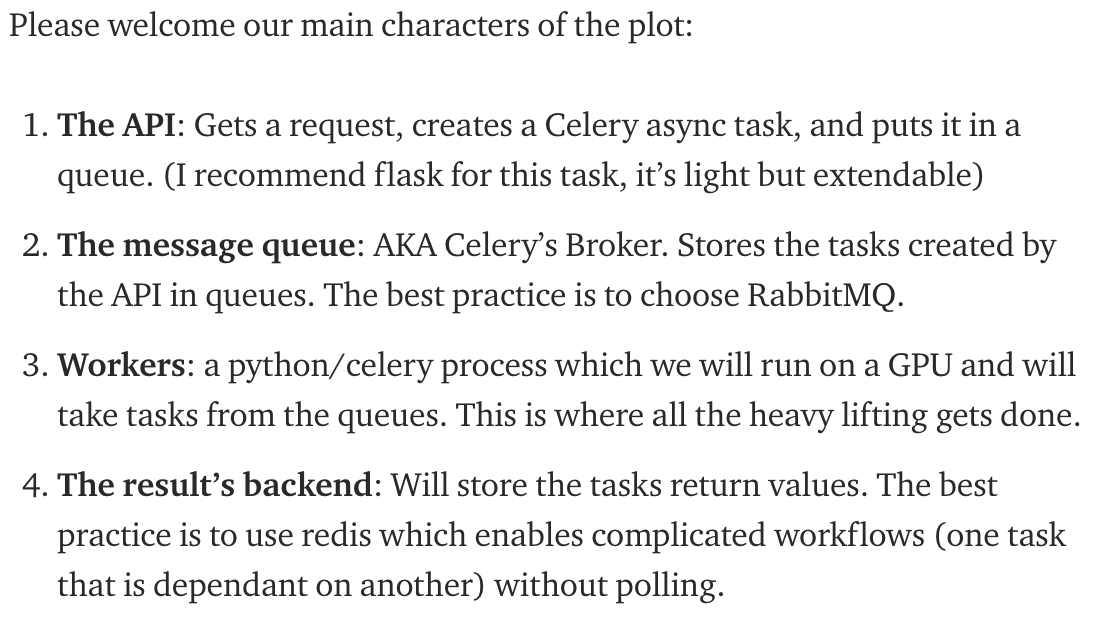 Please welcome our main characters of the plot:
1. The API: Gets a request, creates a Celery async task, and puts it in a
queue. (I recommend flask for this task, it’s light but extendable)
2. The message queue: AKA Celery’s Broker. Stores the tasks created by
the API in queues. The best practice is to choose RabbitMQ.
3. Workers: a python/celery process which we will run on a GPU and will
take tasks from the queues. This is where all the heavy lifting gets done.
4. The result’s backend: Will store the tasks return values. The best
practice is to use redis which enables complicated workflows (one task
that is dependant on another) without polling.